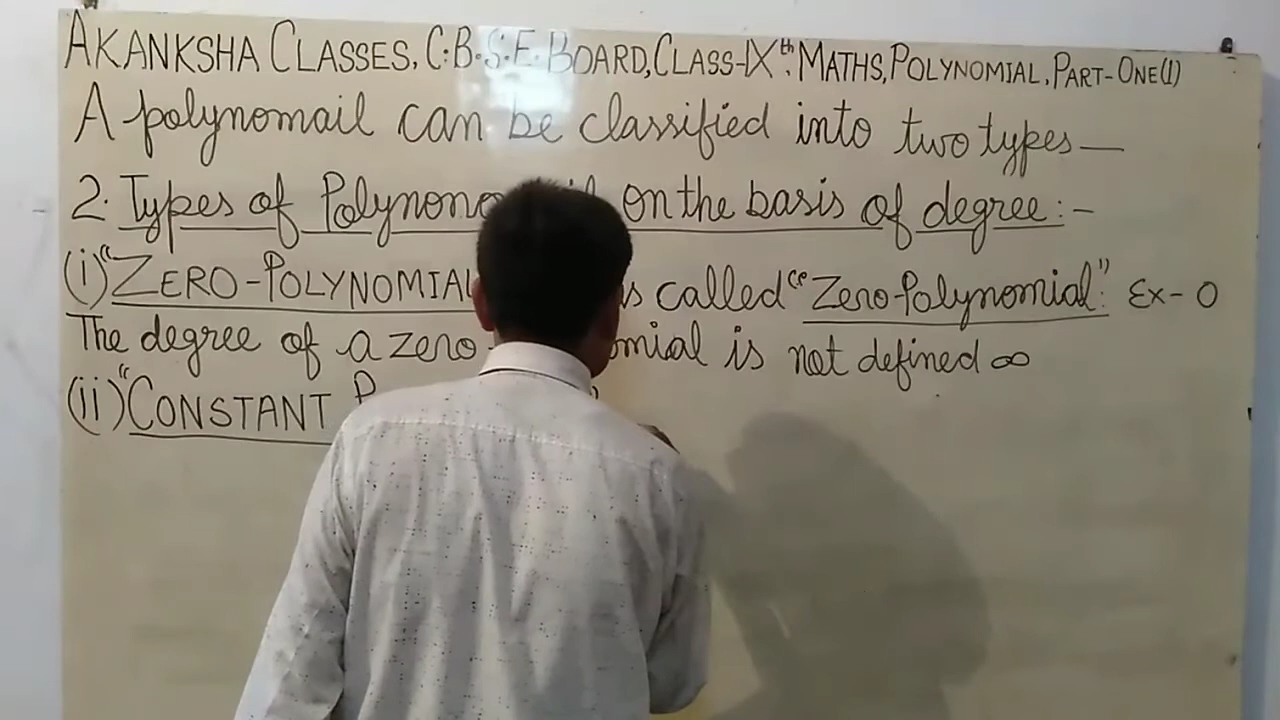 AKANKSHA CLASSES, C.B.S.E. BOARD, CLASS-IXth. MATHS, POLYNOMIAL, PART-ONE(1)
A polynomail can be classified into two types—
2. Types of on the basis of degree:-
(i) "ZERO-POLYNOMIAL called "Zero-Polynomial": Ex- 0
The degree of a zero is not defined ∞
(ii) "CONSTANT